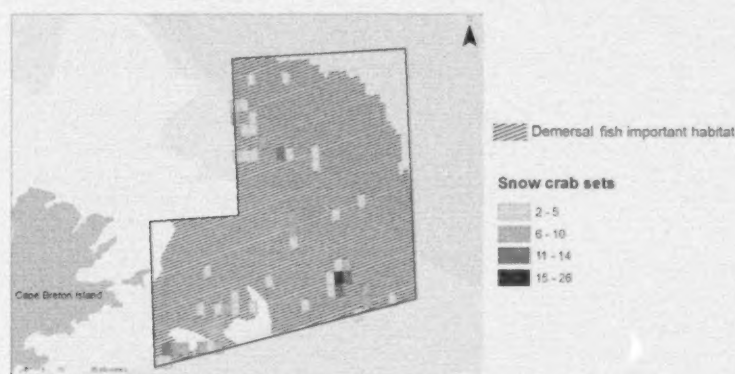 Demersal fish important habitat
Snow crab sets
2 - 5
6 - 10
11 - 14
15 - 26
Cape Breton Island